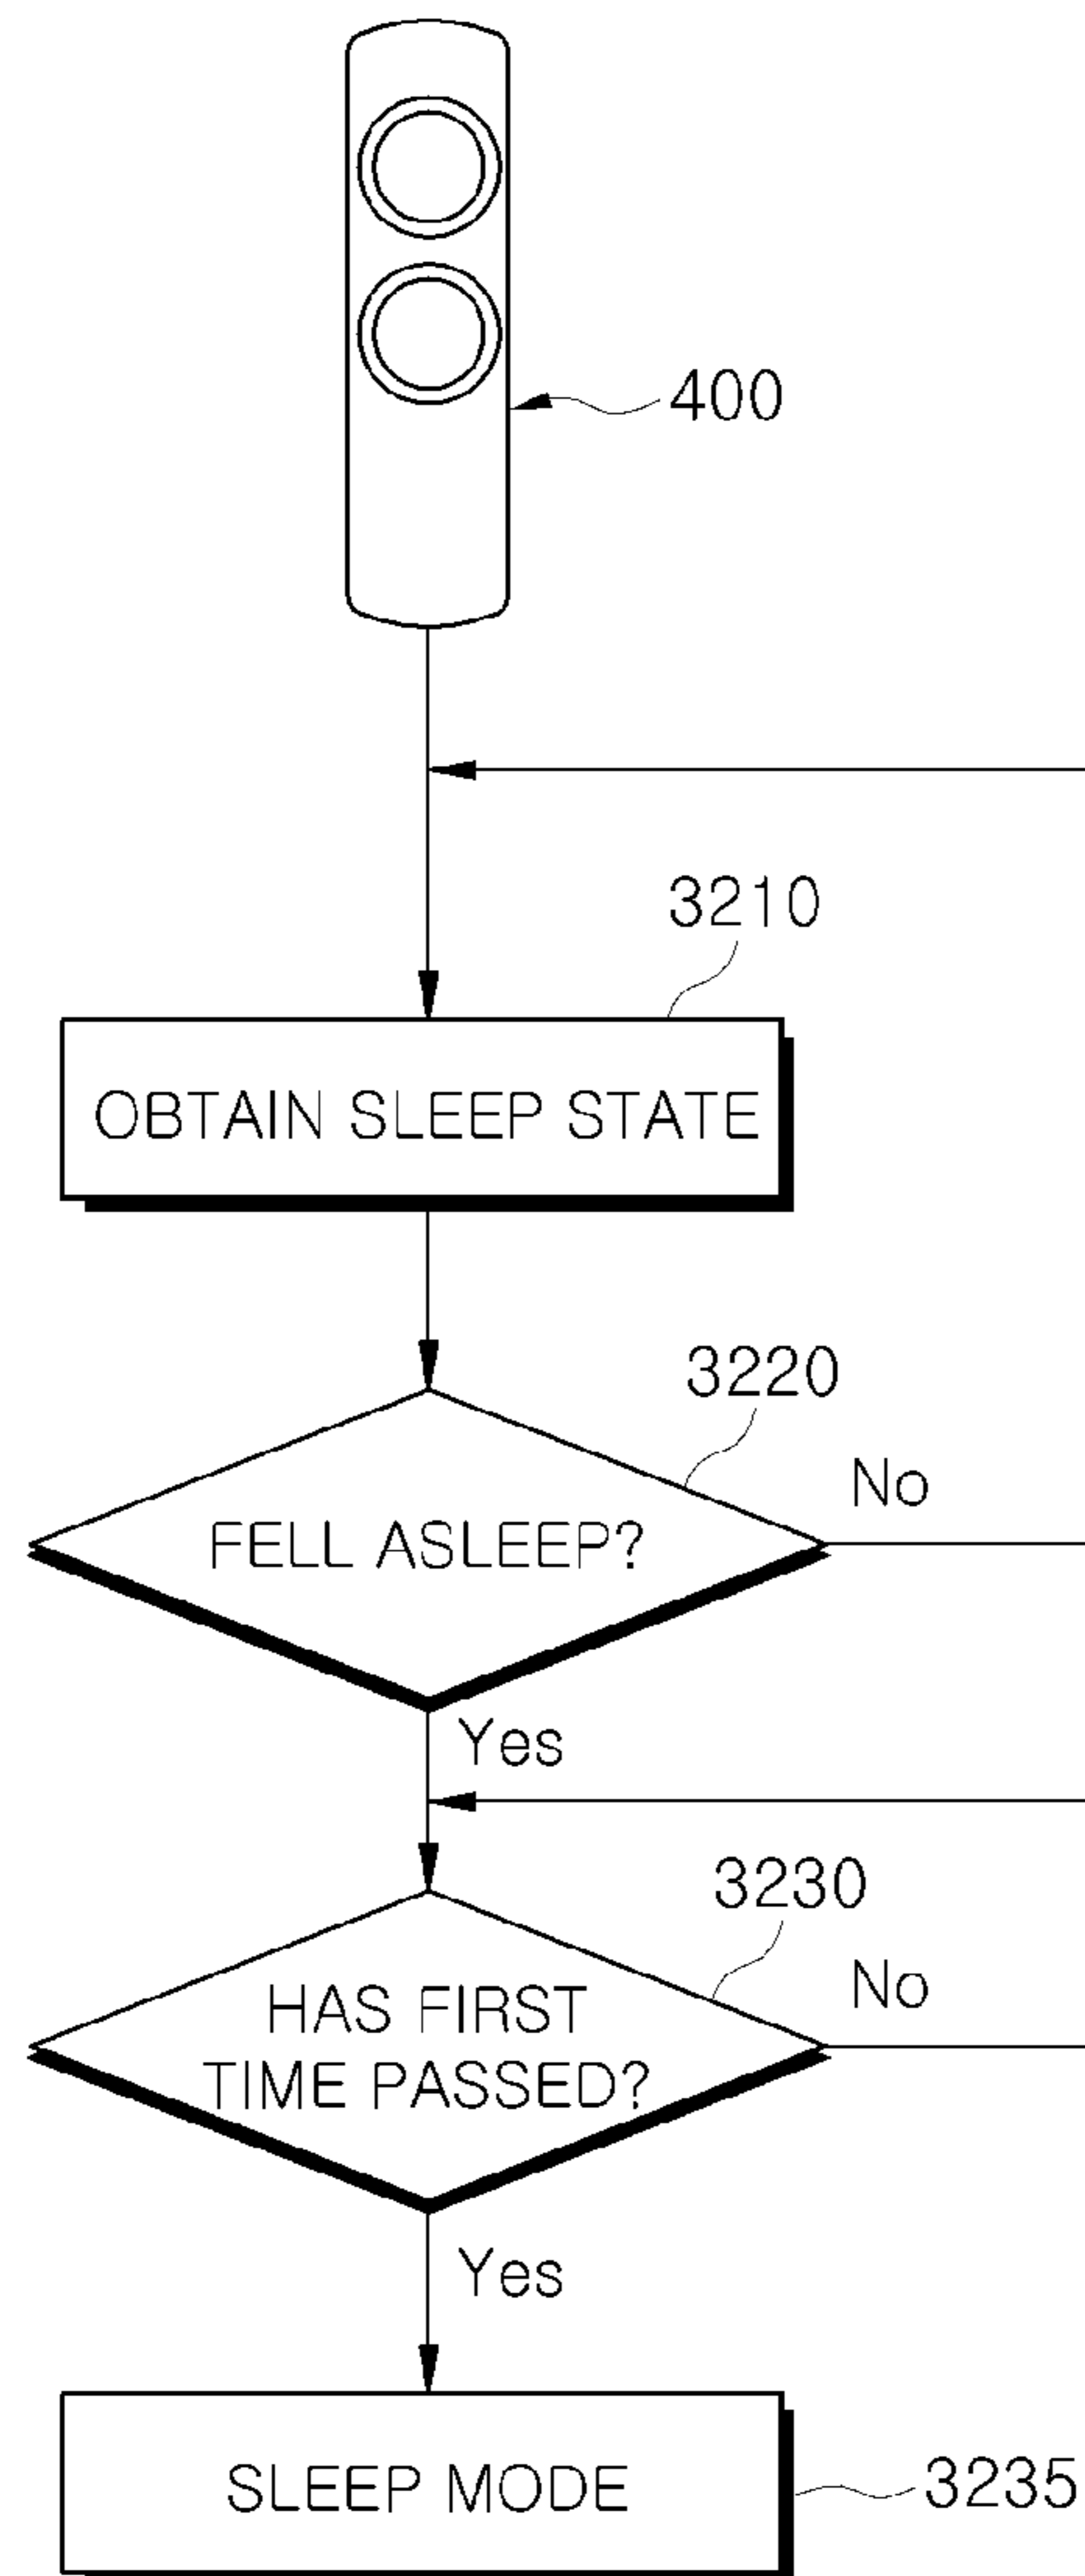 400
3210
OBTAIN SLEEP STATE
3220
No
FELL ASLEEP?
Yes
3230
No
HAS FIRST
TIME PASSED?
Yes
SLEEP MODE
3235